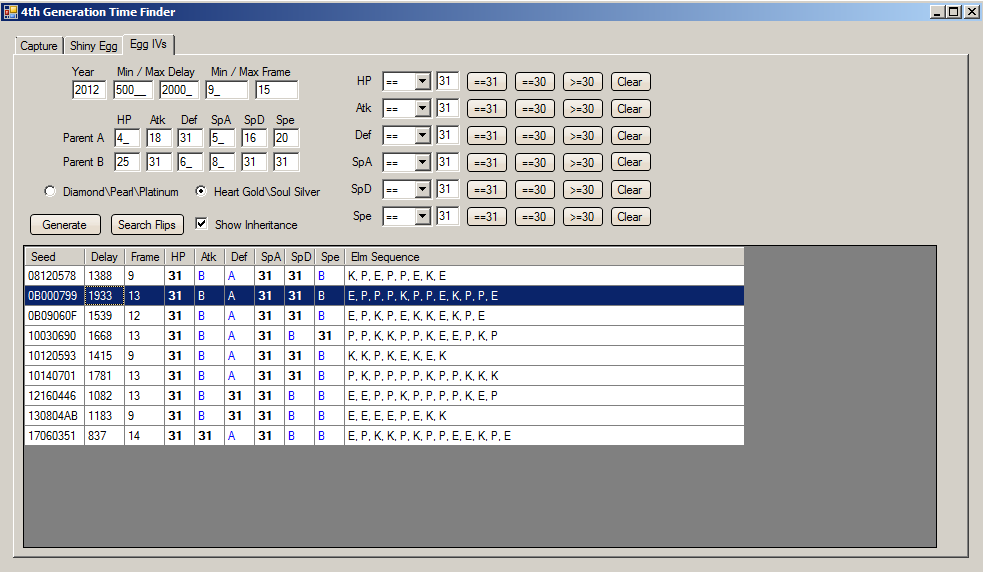 4th Generation Time Finder
Capture Shiny Egg Egg IVs
Year Min / Max Delay Min / Max Frame
2012 500__ 2000_ 9_ 15
HP Atk Def SpA SpD Spe
Parent A 4_ 18 31 5_ 16 20
Parent B 25 31 6_ 8_ 31 31
Diamond\Pearl\Platinum Heart Gold\Soul Silver
Generate Search Flips Show Inheritance
HP == 31 ==31 ==30 >=30 Clear
Atk == 31 ==31 ==30 >=30 Clear
Def == 31 ==31 ==30 >=30 Clear
SpA == 31 ==31 ==30 >=30 Clear
SpD == 31 ==31 ==30 >=30 Clear
Spe == 31 ==31 ==30 >=30 Clear
Seed Delay Frame HP Atk Def SpA SpD Spe Elm Sequence
08120578 1388 9 31 B A 31 31 B K, P, E, P, P, E, K, E
0B000799 1933 13 31 B A 31 31 B E, P, P, P, K, P, P, E, K, P, P, E
0B09060F 1539 12 31 B A 31 31 B E, P, K, P, E, K, K, E, K, P, E
10030690 1668 13 31 B A 31 B 31 P, P, K, K, P, P, K, E, E, P, K, P
10120593 1415 9 31 B A 31 31 B K, K, P, K, E, K, E, K
10140701 1781 13 31 B A 31 31 B P, K, P, P, P, P, K, P, P, K, K, K
12160446 1082 13 31 B 31 31 B B E, E, P, P, K, P, P, P, P, K, E, P
130804AB 1183 9 31 B 31 31 B B E, E, E, E, P, E, K, K
17060351 837 14 31 31 A 31 B B E, P, K, K, P, K, P, P, E, E, K, P, E